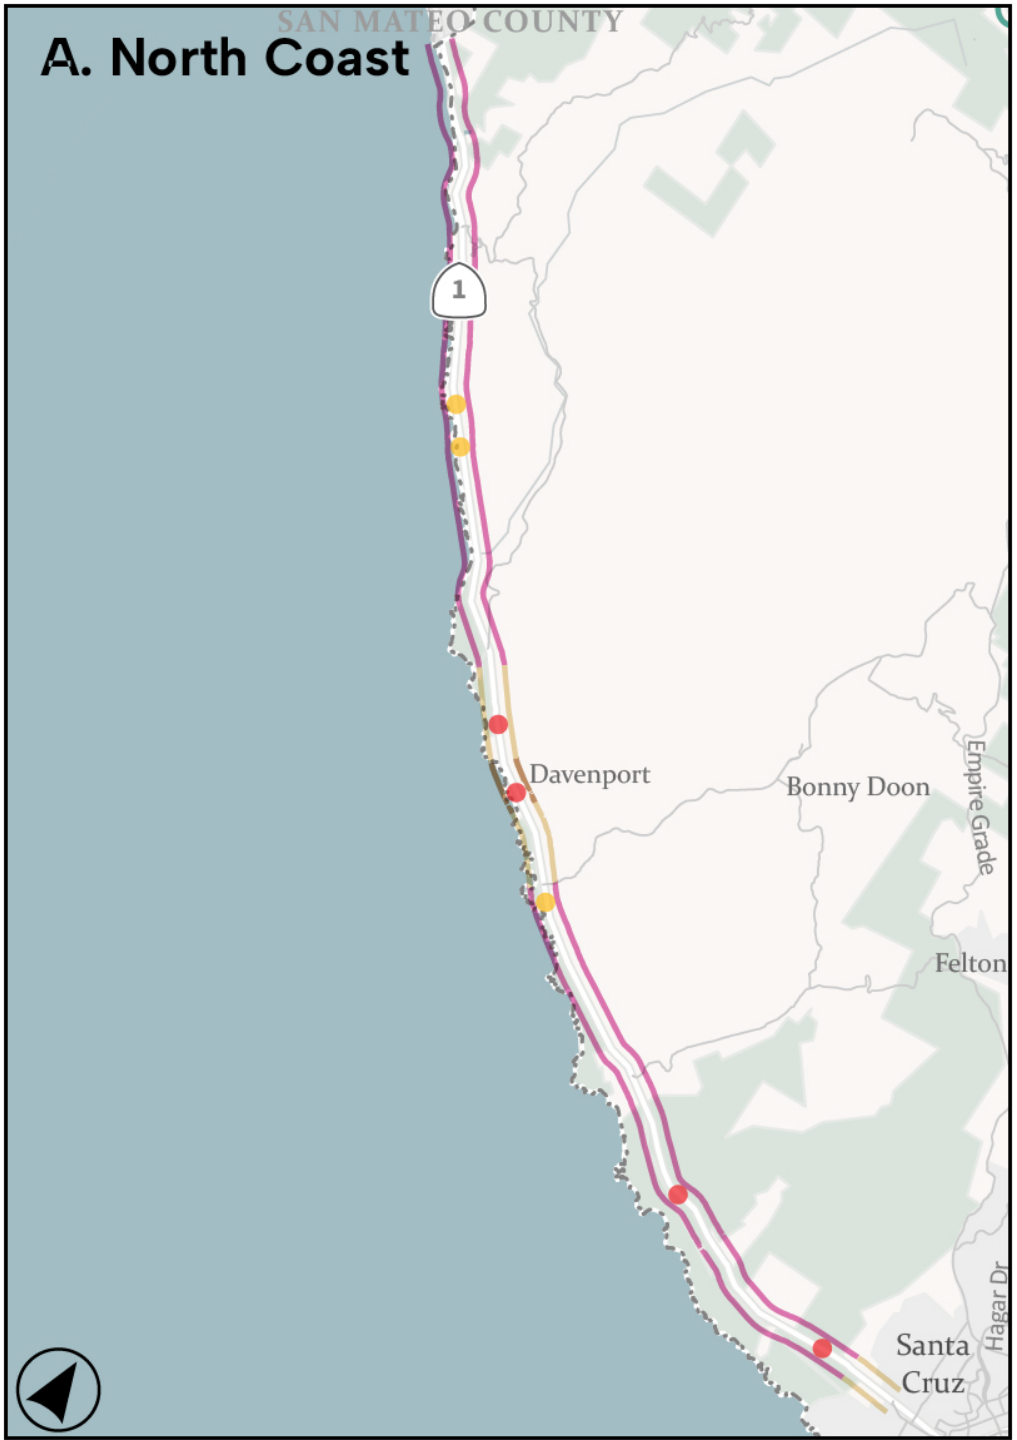 SAN MATEO COUNTY
A. North Coast
1
Davenport
Bonny Doon
Empire Grade
Felton
Hagar Dr
Santa
Cruz